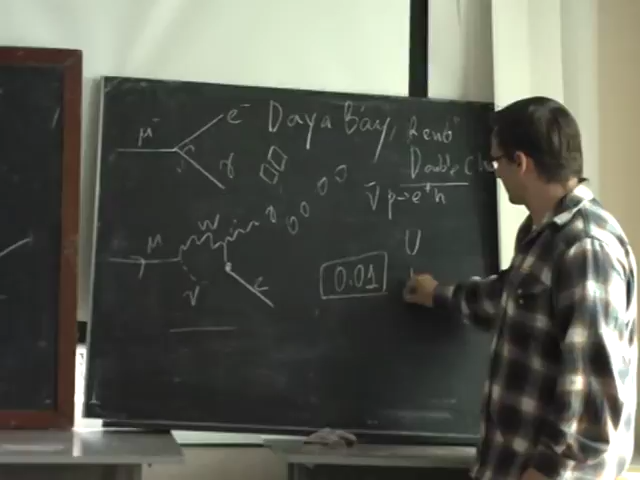 μ⁻
e⁻
γ
Daya Bay, Reno
Double Ch
ν̄ p → e⁺ n
μ
W
γ
ν
e
0.01
U